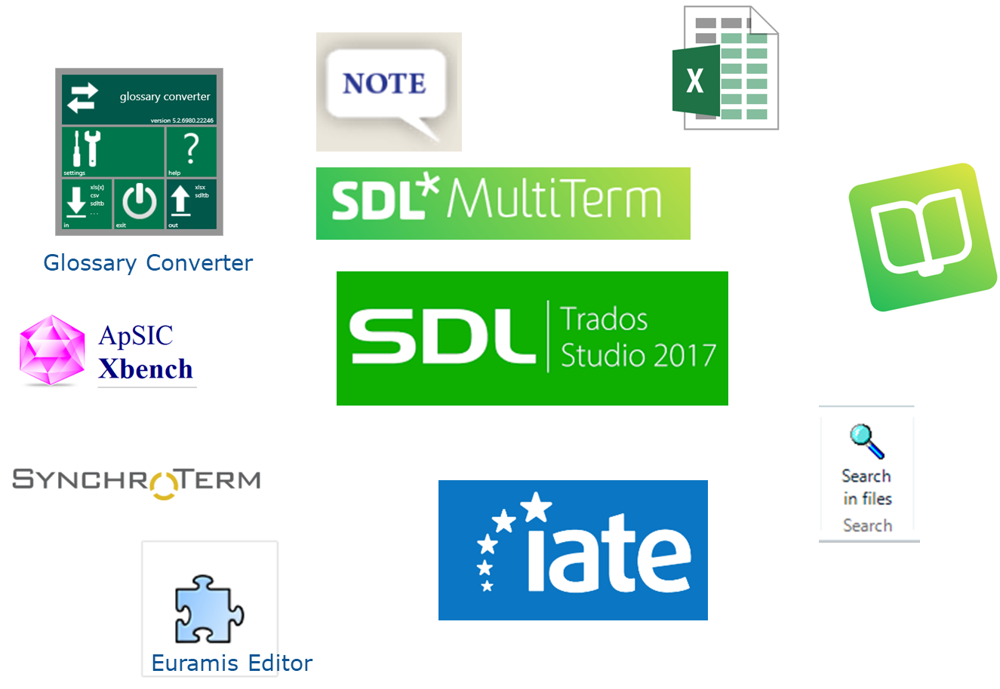 NOTE
X
glossary converter
version 5.2.6980.22246
settings
?
help
xls(x)
csv
sdltb
...
in
exit
xlsx
sdltb
out
Glossary Converter
SDL* MultiTerm
SDL
Trados
Studio 2017
ApSIC
Xbench
Search
in files
Search
SYNCHROTERM
iate
Euramis Editor